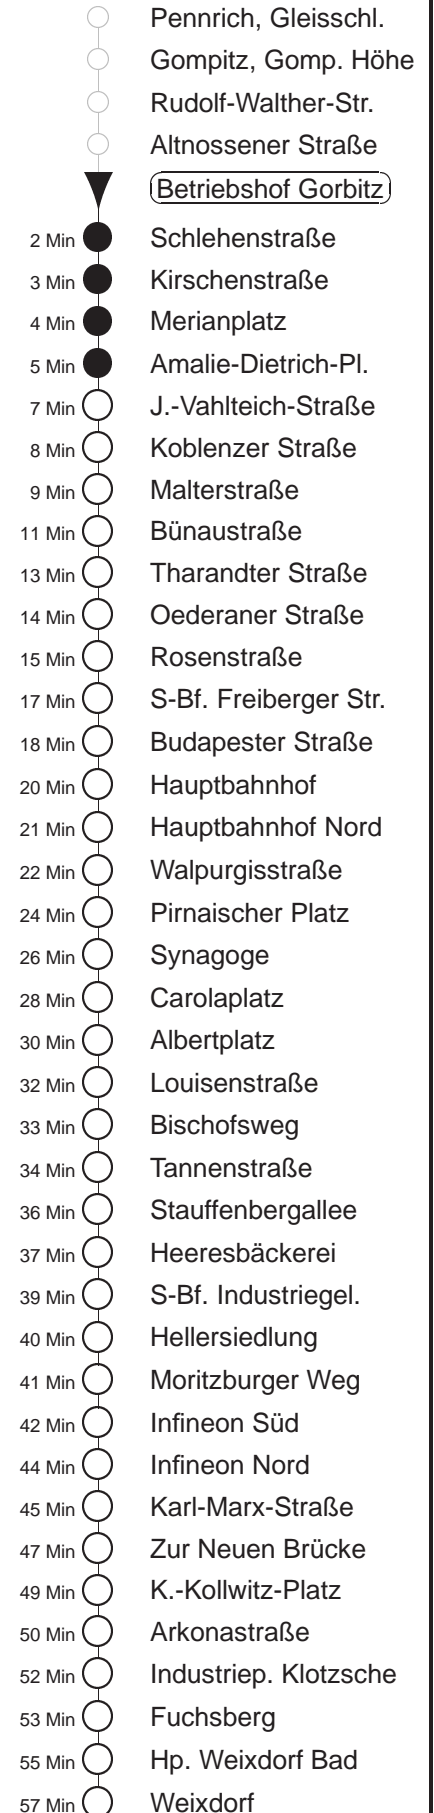 Pennrich, Gleisschl.
Gompitz, Gomp. Höhe
Rudolf-Walther-Str.
Altnossener Straße
Betriebshof Gorbitz
2 Min Schlehenstraße
3 Min Kirschenstraße
4 Min Merianplatz
5 Min Amalie-Dietrich-Pl.
7 Min J.-Vahlteich-Straße
8 Min Koblenzer Straße
9 Min Malterstraße
11 Min Bünaustraße
13 Min Tharandter Straße
14 Min Oederaner Straße
15 Min Rosenstraße
17 Min S-Bf. Freiberger Str.
18 Min Budapester Straße
20 Min Hauptbahnhof
21 Min Hauptbahnhof Nord
22 Min Walpurgisstraße
24 Min Pirnaischer Platz
26 Min Synagoge
28 Min Carolaplatz
30 Min Albertplatz
32 Min Louisenstraße
33 Min Bischofsweg
34 Min Tannenstraße
36 Min Stauffenbergallee
37 Min Heeresbäckerei
39 Min S-Bf. Industriegel.
40 Min Hellersiedlung
41 Min Moritzburger Weg
42 Min Infineon Süd
44 Min Infineon Nord
45 Min Karl-Marx-Straße
47 Min Zur Neuen Brücke
49 Min K.-Kollwitz-Platz
50 Min Arkonastraße
52 Min Industriep. Klotzsche
53 Min Fuchsberg
55 Min Hp. Weixdorf Bad
57 Min Weixdorf